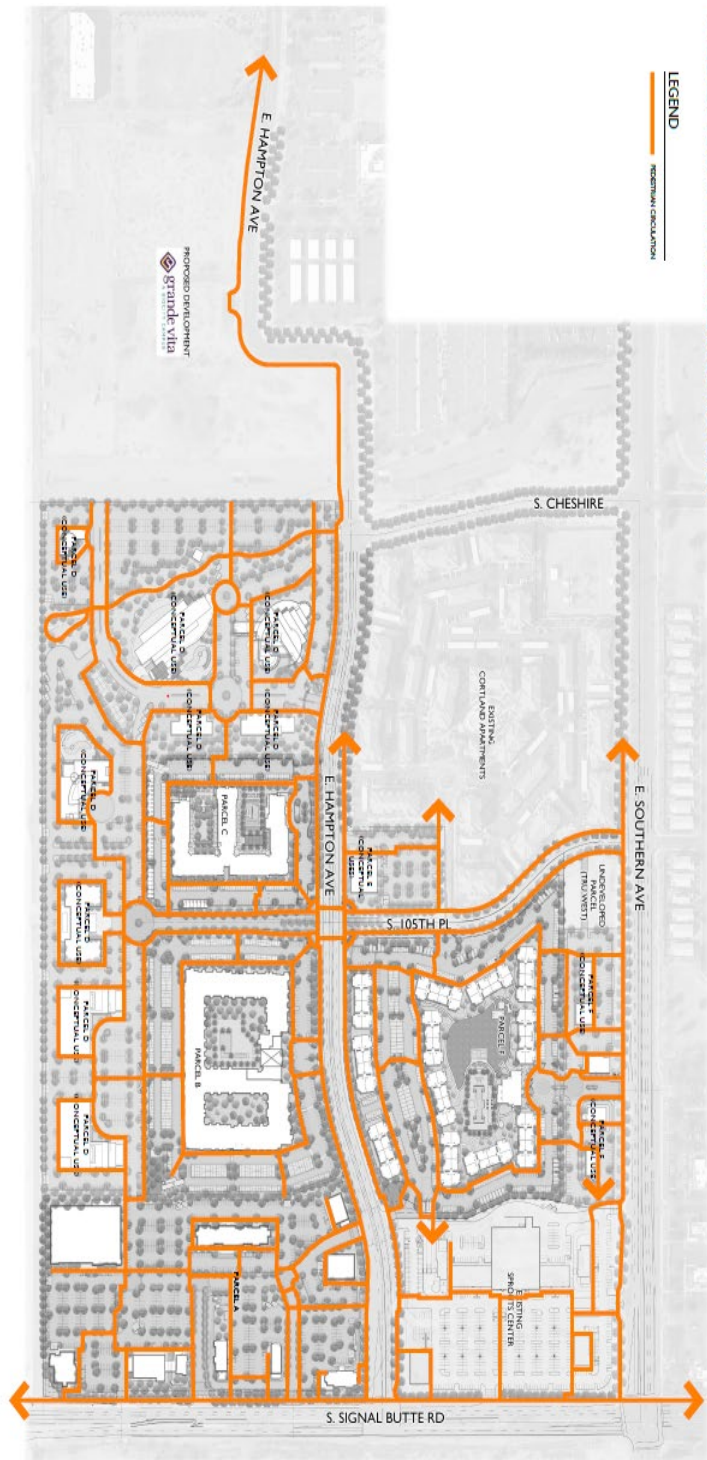 LEGEND
PEDESTRIAN CIRCULATION
E. HAMPTON AVE
PROPOSED DEVELOPMENT
grande vita
S. CHESHIRE
PARCEL D
(CONCEPTUAL USE)
PARCEL D
(CONCEPTUAL USE)
PARCEL D
(CONCEPTUAL USE)
EXISTING
CORTLAND APARTMENTS
PARCEL D
(CONCEPTUAL USE)
PARCEL D
(CONCEPTUAL USE)
PARCEL D
(CONCEPTUAL USE)
PARCEL C
E. HAMPTON AVE
E. SOUTHERN AVE
PARCEL E
(CONCEPTUAL
USE)
UNDEVELOPED
PARCEL
(TRU WEST)
S. 105TH PL
PARCEL D
(CONCEPTUAL USE)
PARCEL F
(CONCEPTUAL USE)
PARCEL D
(CONCEPTUAL USE)
PARCEL B
PARCEL F
PARCEL D
(CONCEPTUAL USE)
PARCEL F
(CONCEPTUAL USE)
PARCEL A
EXISTING
SPROUTS CENTER
S. SIGNAL BUTTE RD